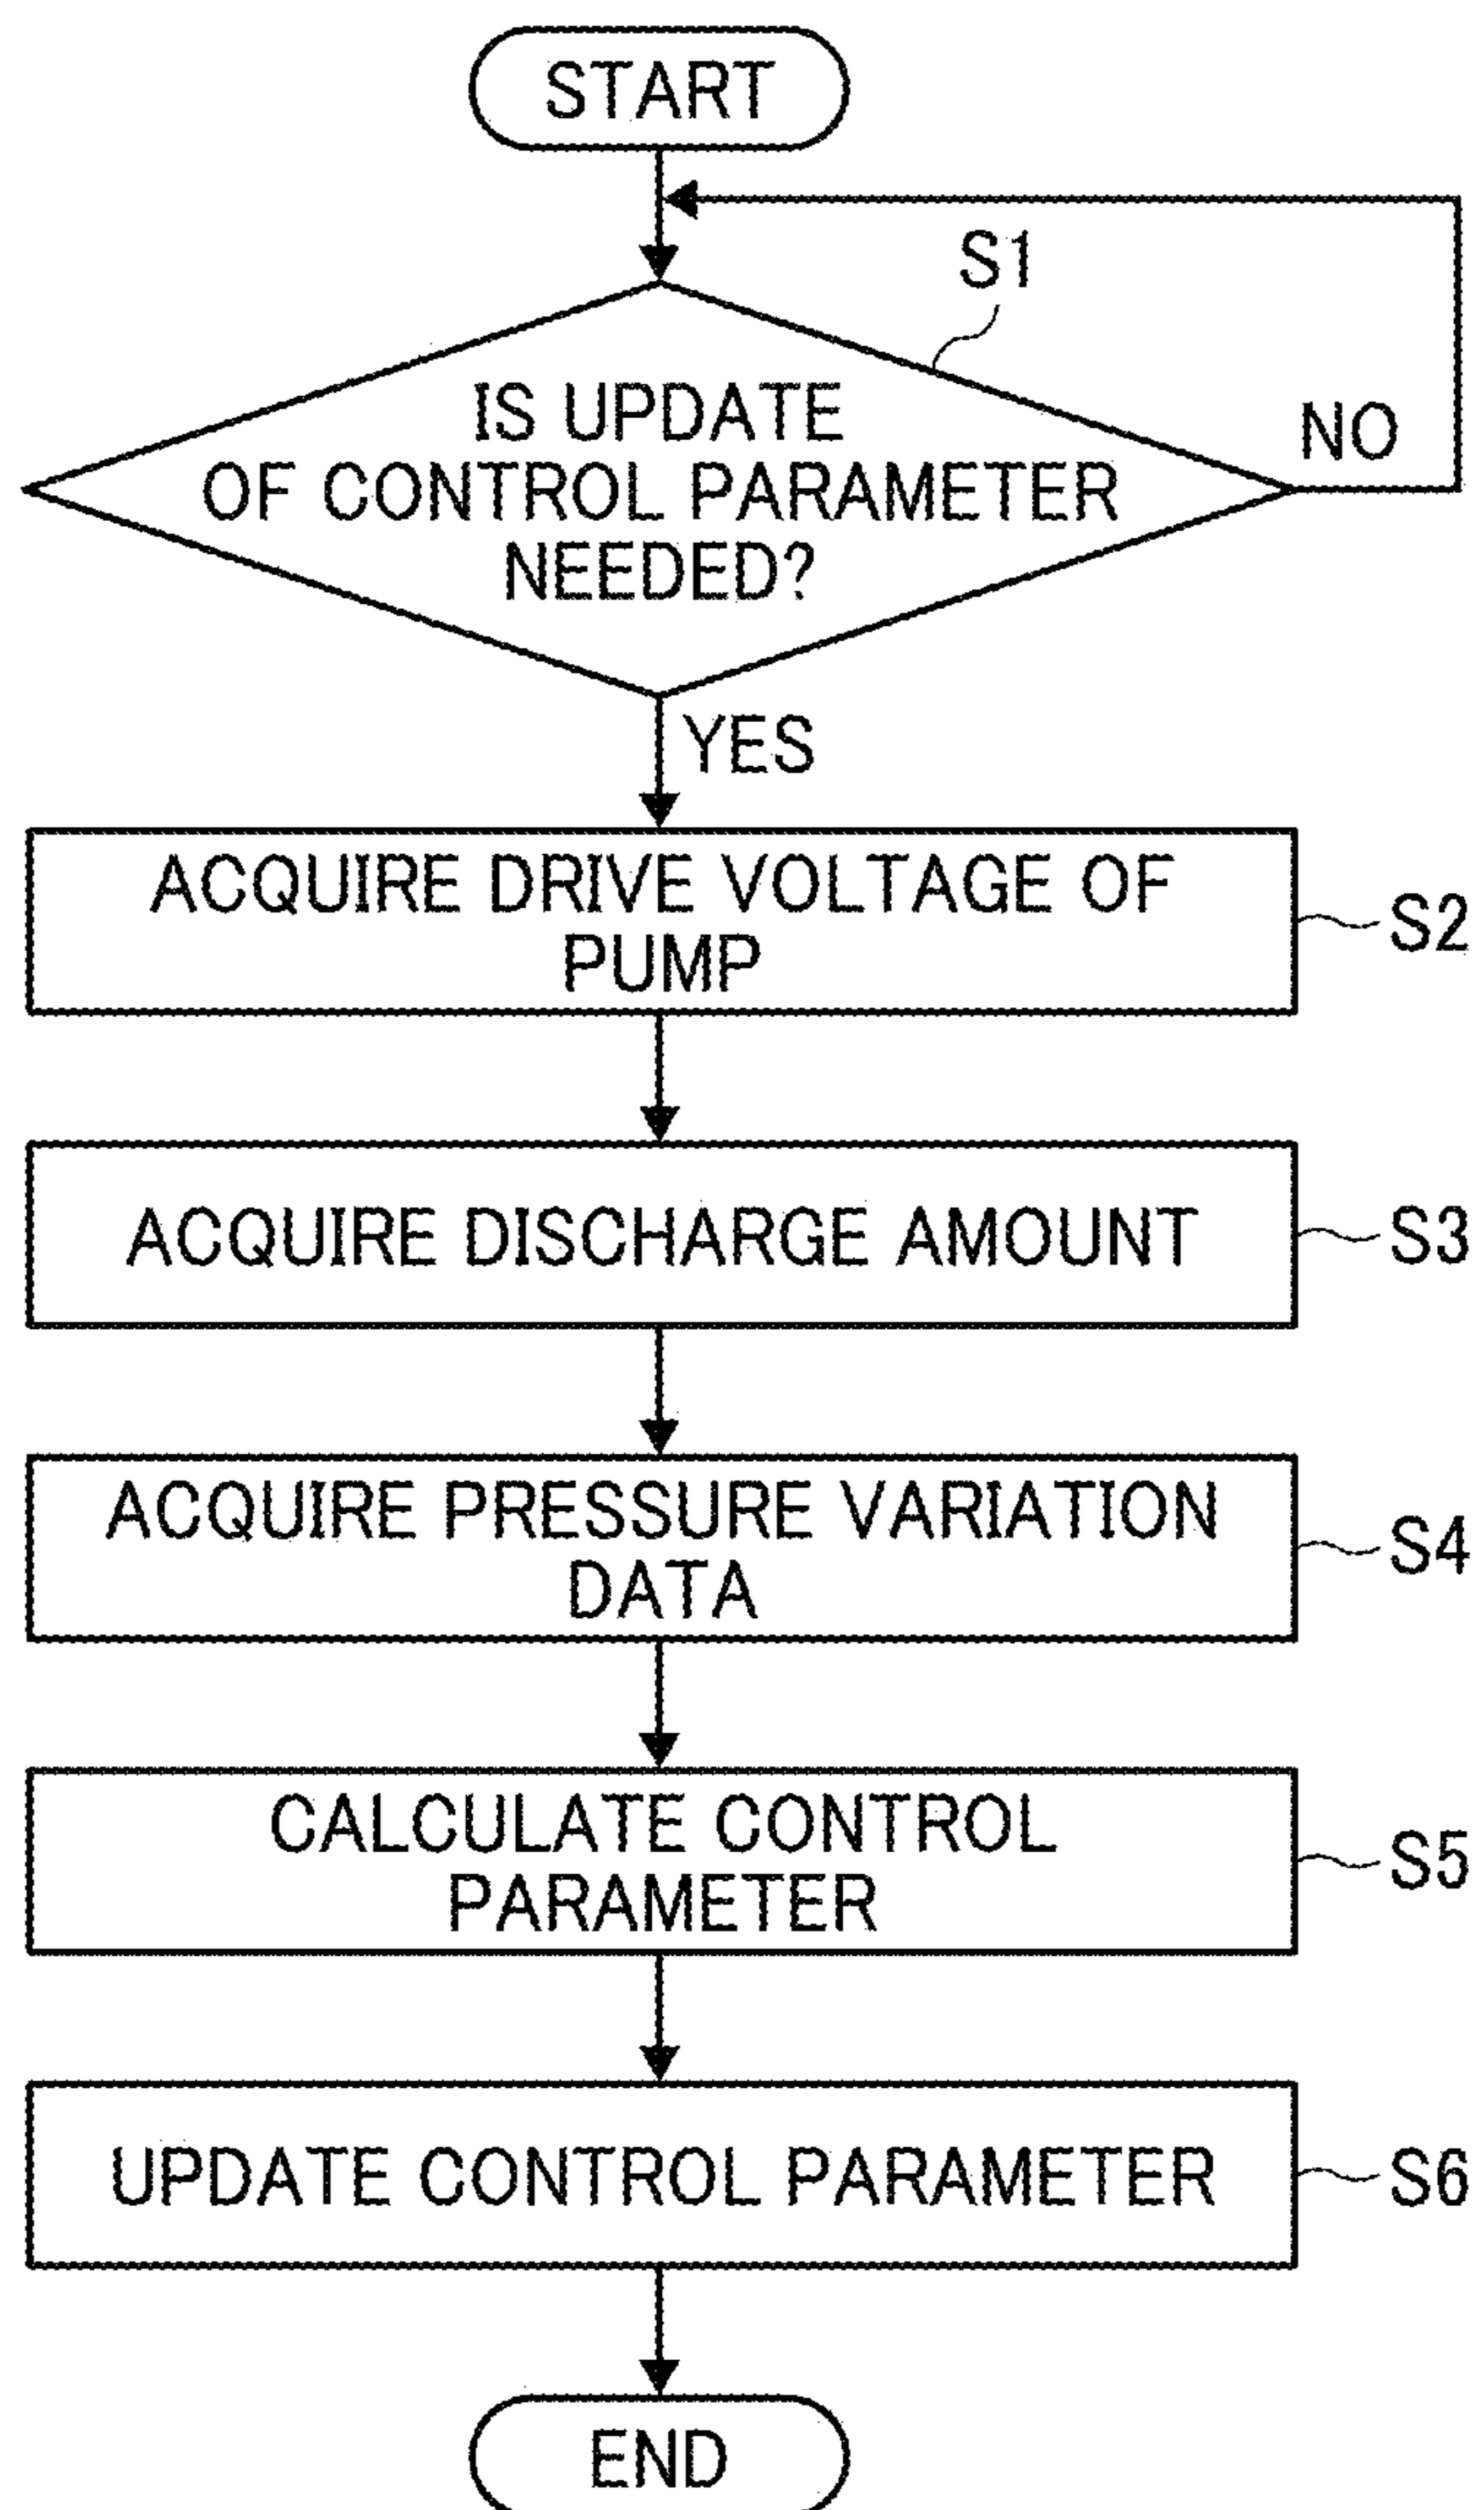 START
S1
IS UPDATE
OF CONTROL PARAMETER
NEEDED?
NO
YES
ACQUIRE DRIVE VOLTAGE OF
PUMP
S2
ACQUIRE DISCHARGE AMOUNT
S3
ACQUIRE PRESSURE VARIATION
DATA
S4
CALCULATE CONTROL
PARAMETER
S5
UPDATE CONTROL PARAMETER
S6
END